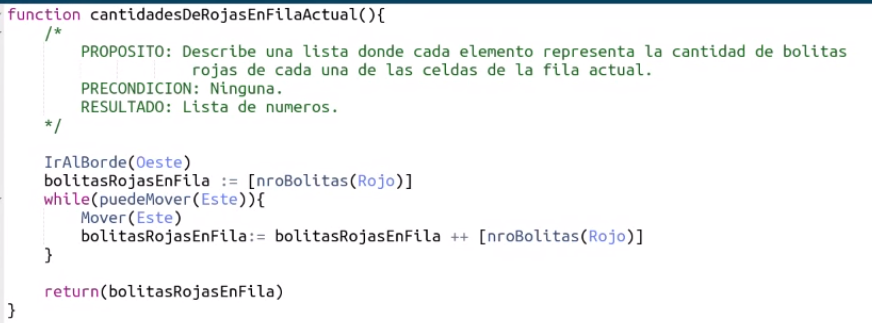 function cantidadesDeRojasEnFilaActual(){
    /*
        PROPOSITO: Describe una lista donde cada elemento representa la cantidad de bolitas
                   rojas de cada una de las celdas de la fila actual.
        PRECONDICION: Ninguna.
        RESULTADO: Lista de numeros.
    */

    IrAlBorde(Oeste)
    bolitasRojasEnFila := [nroBolitas(Rojo)]
    while(puedeMover(Este)){
        Mover(Este)
        bolitasRojasEnFila:= bolitasRojasEnFila ++ [nroBolitas(Rojo)]
    }

    return(bolitasRojasEnFila)
}